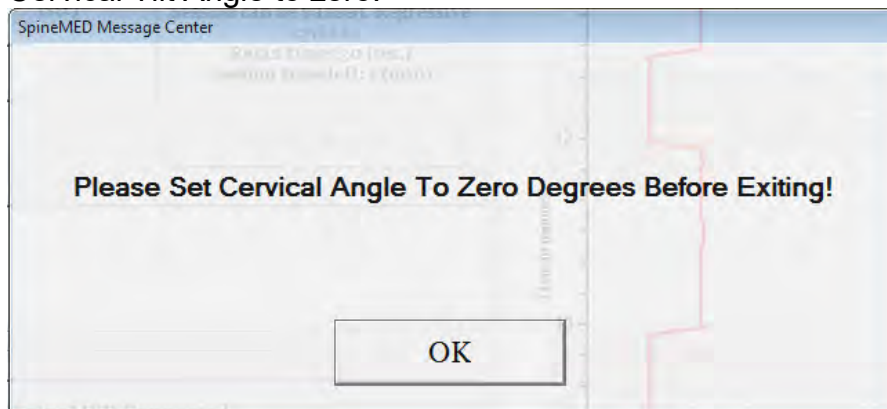 Cervical Tilt Angle to Zero.
SpineMED Message Center
Please Set Cervical Angle To Zero Degrees Before Exiting!
OK